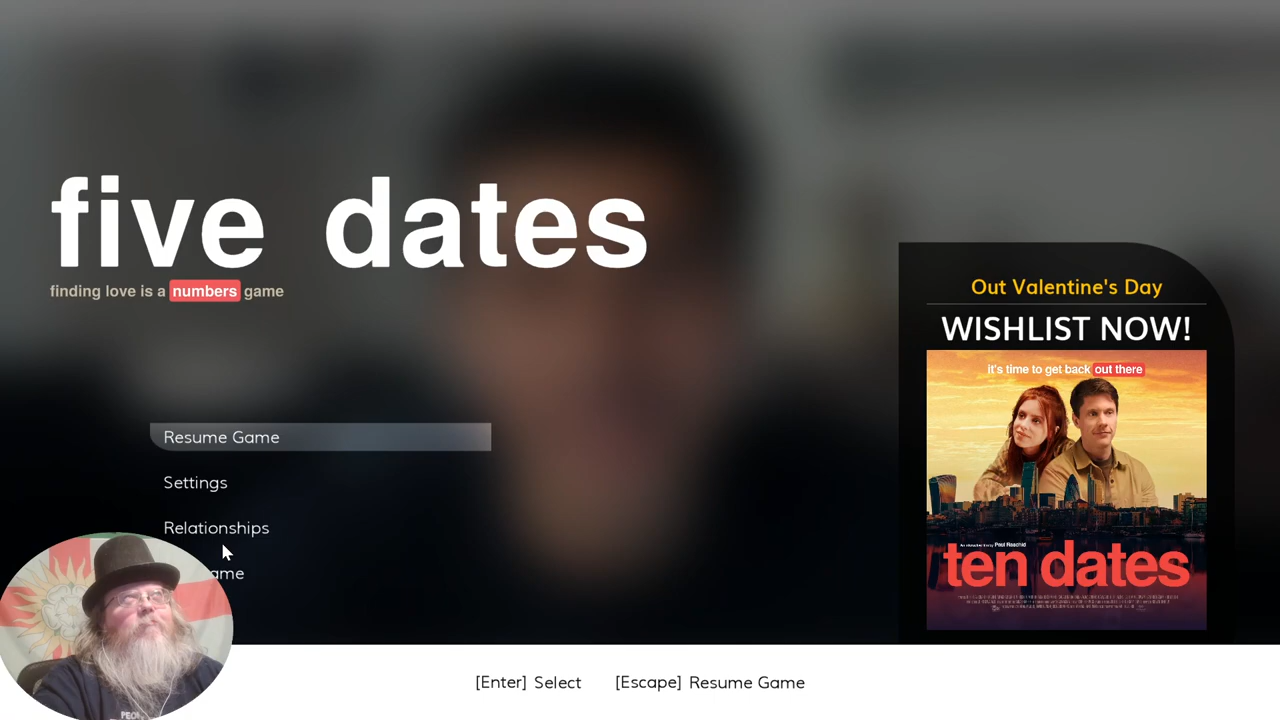 five dates
finding love is a numbers game
Resume Game
Settings
Relationships
ame
Out Valentine's Day
WISHLIST NOW!
it's time to get back out there
ten dates
[Enter] Select [Escape] Resume Game